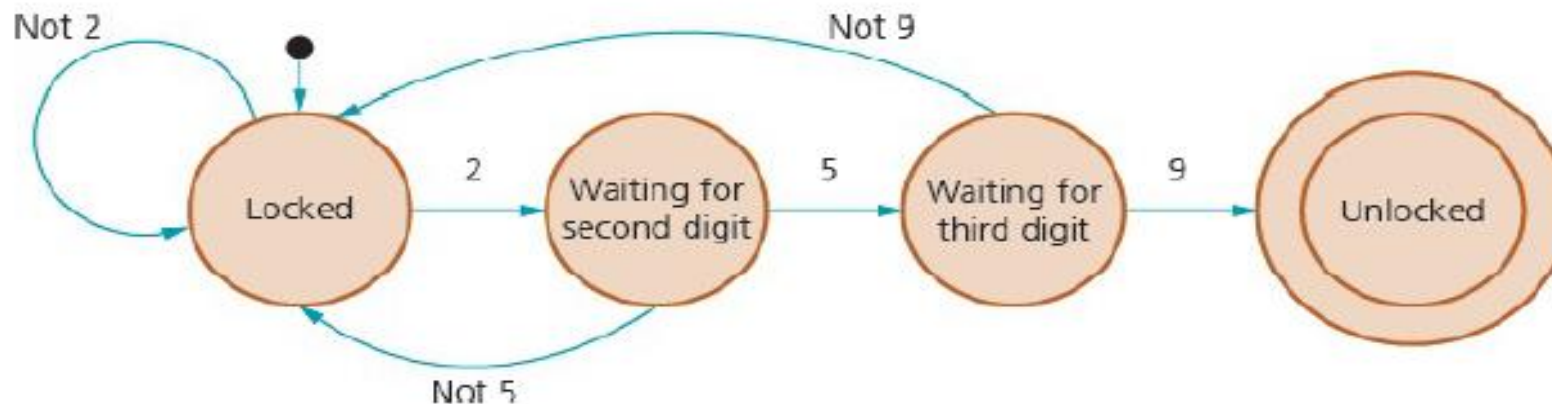 Not 2
Not 9
2
5
9
Locked
Waiting for
second digit
Waiting for
third digit
Unlocked
Not 5